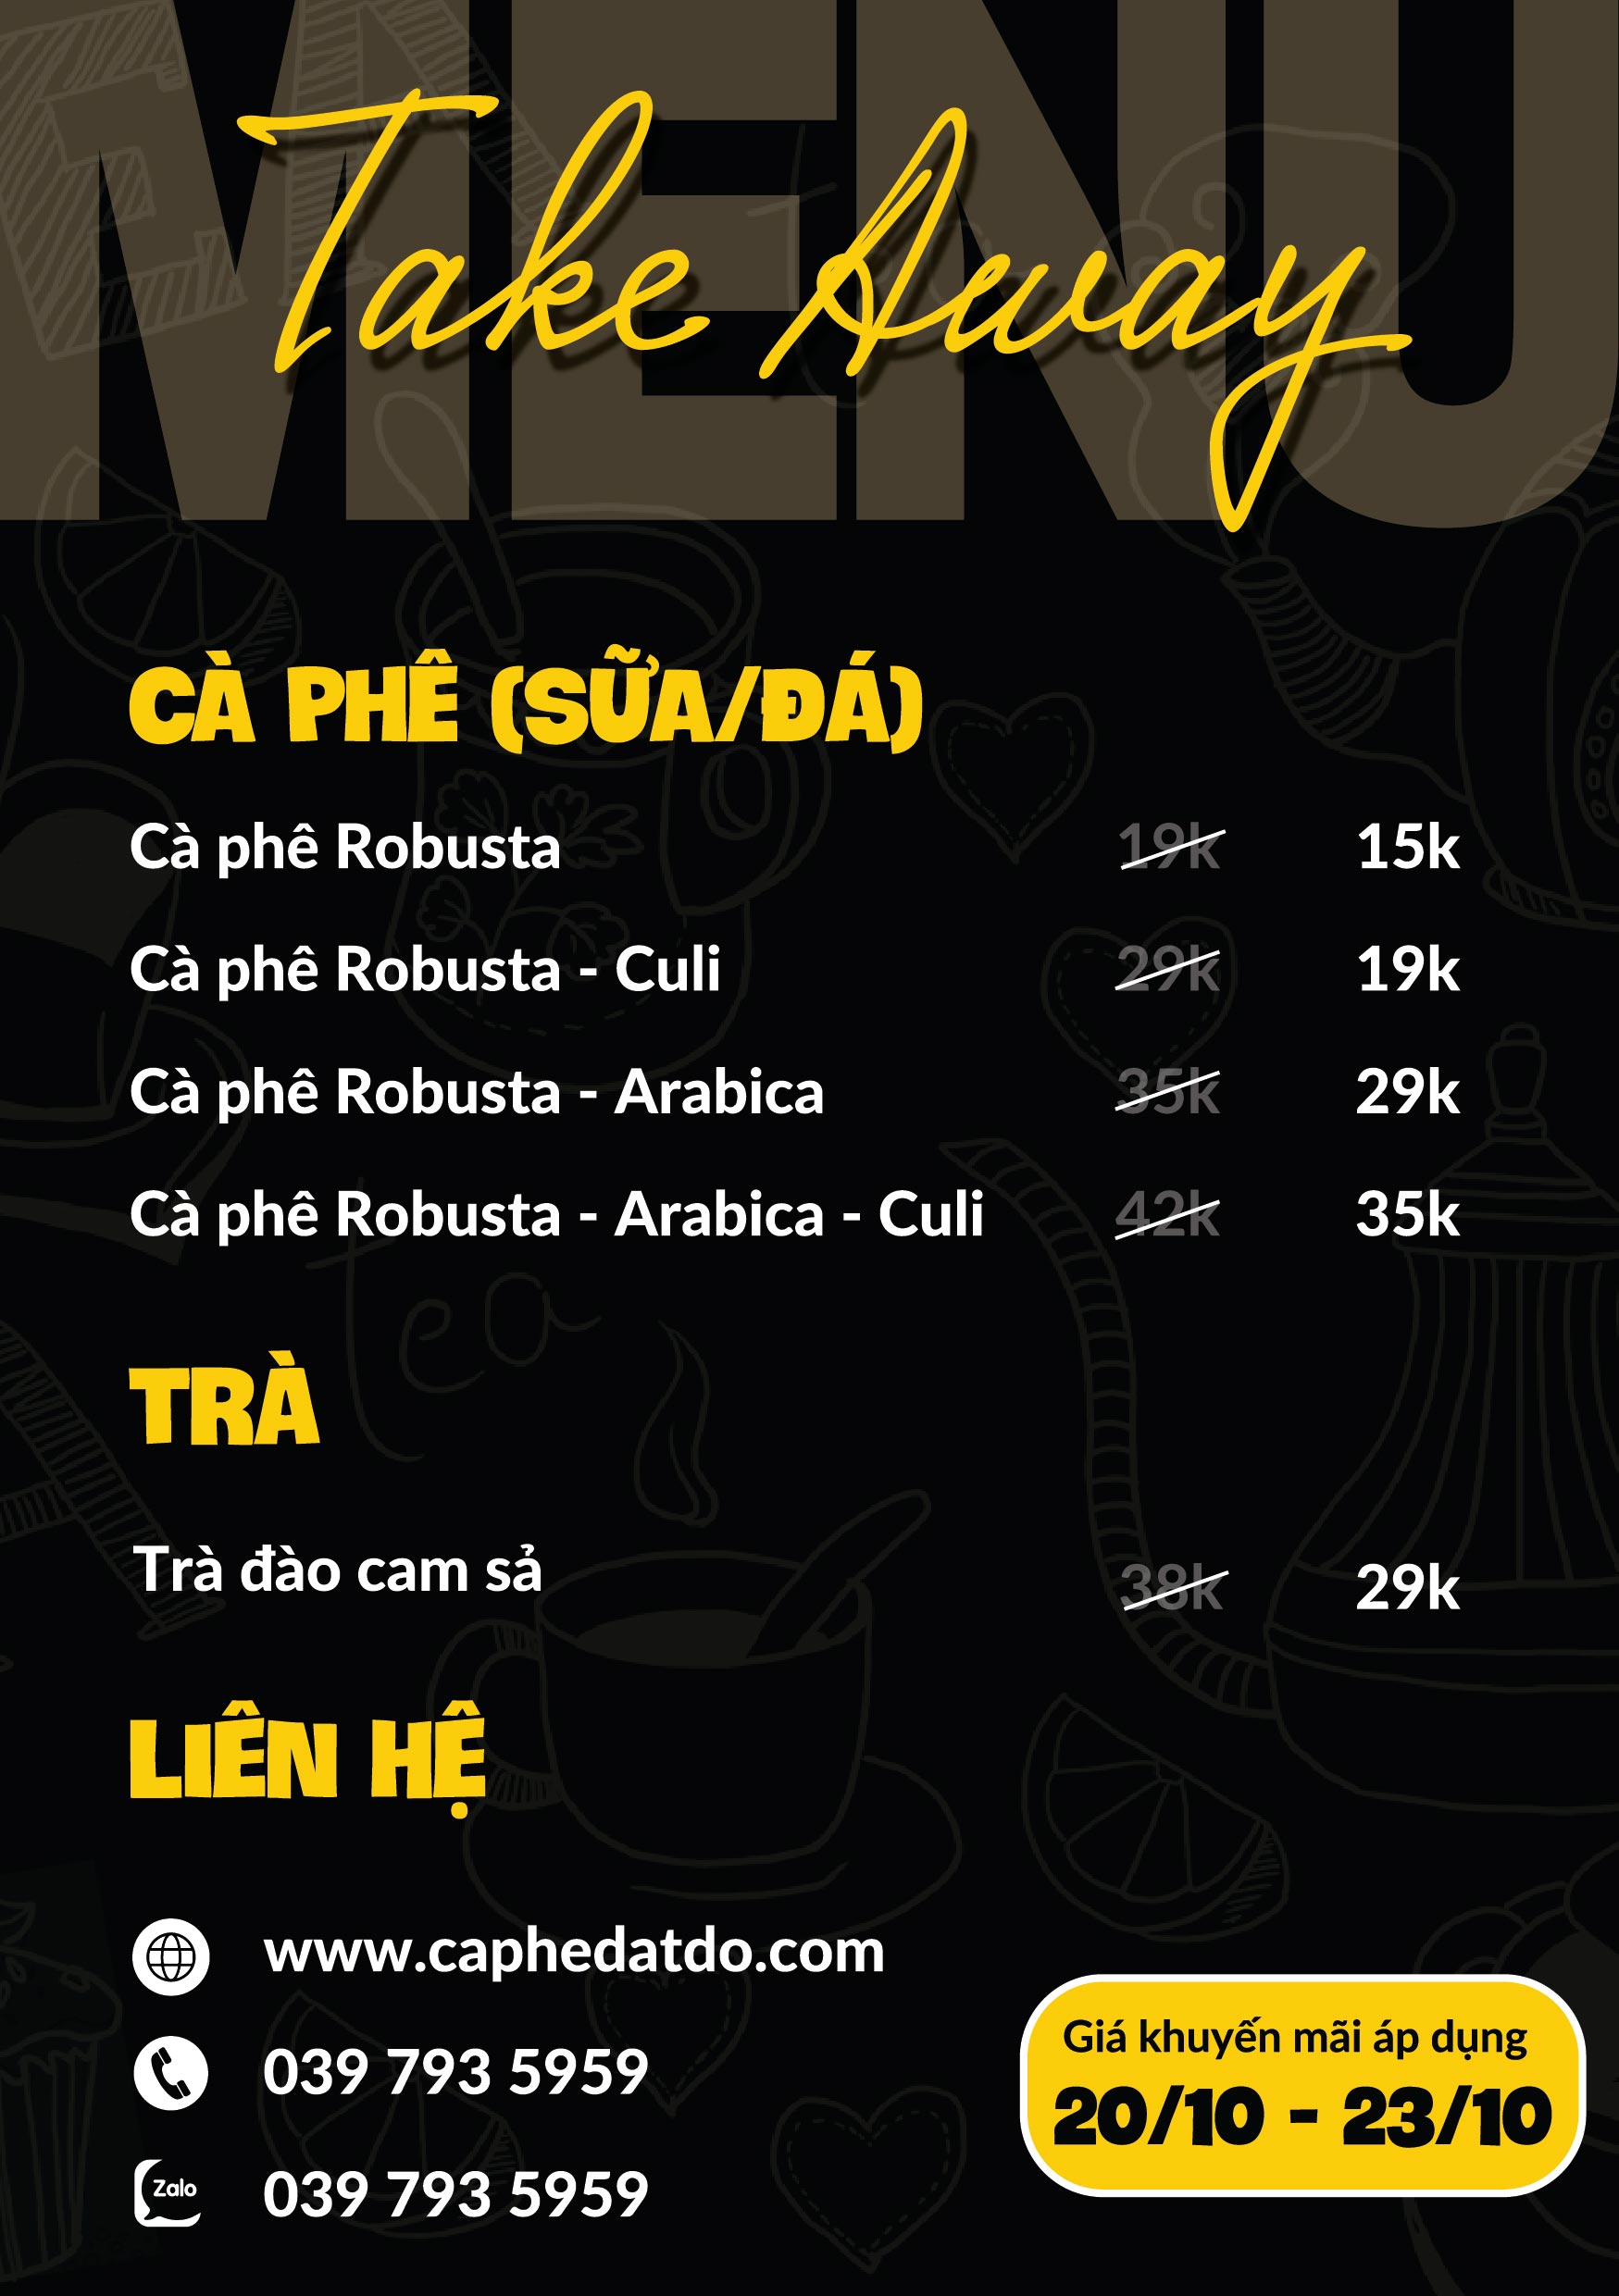 MENU
Take Away
CÀ PHÊ (SỮA/ĐÁ)
Cà phê Robusta 19k 15k
Cà phê Robusta - Culi 29k 19k
Cà phê Robusta - Arabica 35k 29k
Cà phê Robusta - Arabica - Culi 42k 35k
tea
TRÀ
Trà đào cam sả 38k 29k
LIÊN HỆ
www.caphedatdo.com
039 793 5959
Zalo 039 793 5959
Giá khuyến mãi áp dụng
20/10 - 23/10